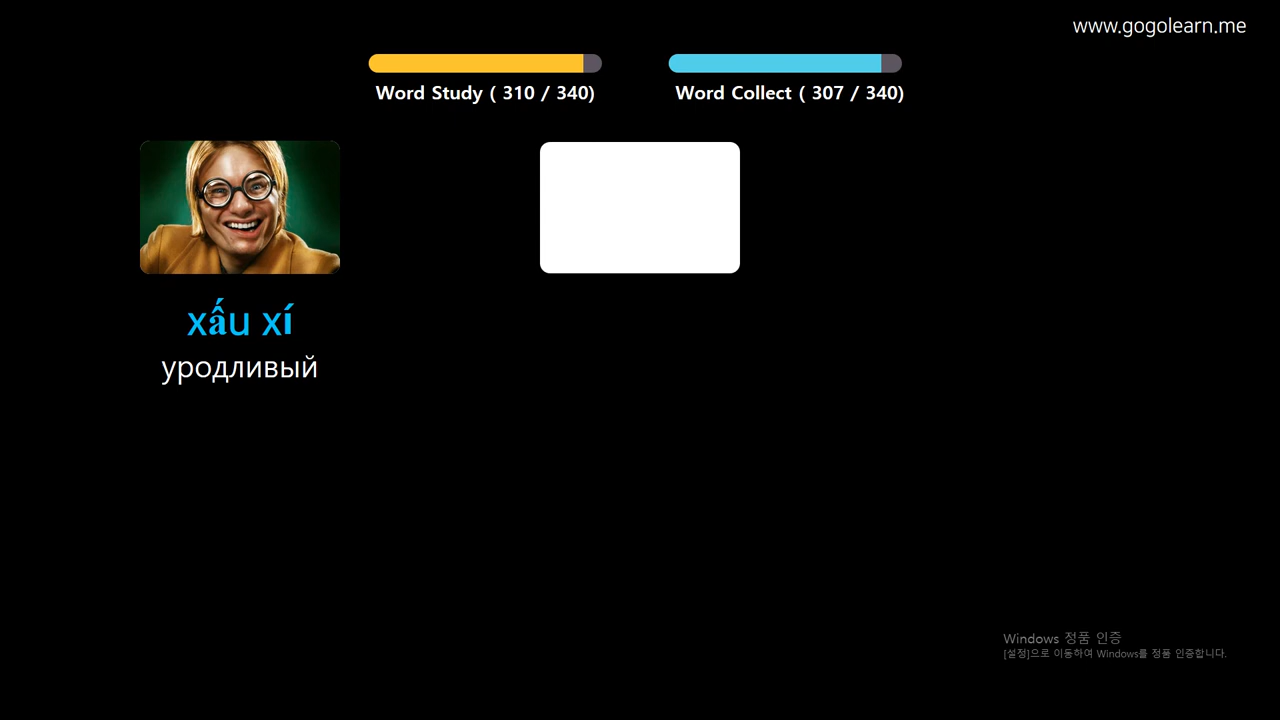 www.gogolearn.me
Word Study ( 310 / 340)
Word Collect ( 307 / 340)
xấu xí
уродливый
Windows 정품 인증
[설정]으로 이동하여 Windows를 정품 인증합니다.